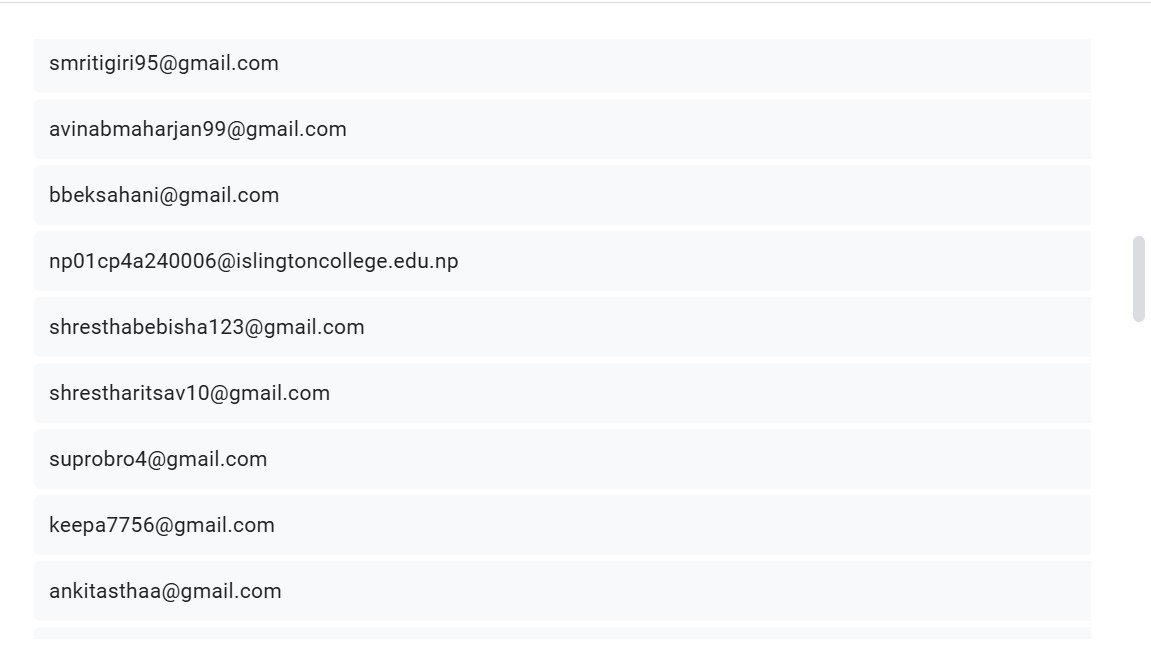 smritigiri95@gmail.com
avinabmaharjan99@gmail.com
bbeksahani@gmail.com
np01cp4a240006@islingtoncollege.edu.np
shresthabebisha123@gmail.com
shrestharitsav10@gmail.com
suprobro4@gmail.com
keepa7756@gmail.com
ankitasthaa@gmail.com